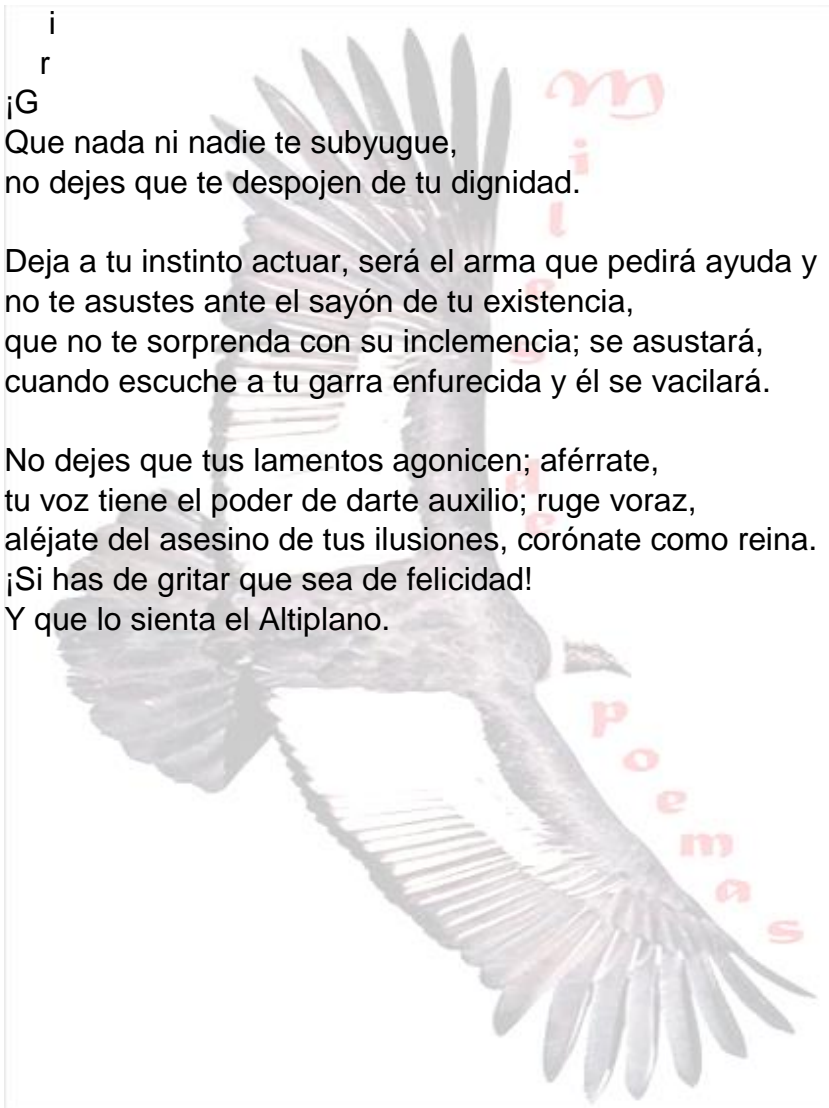 i
r
¡G
Que nada ni nadie te subyugue,
no dejes que te despojen de tu dignidad.
Deja a tu instinto actuar, será el arma que pedirá ayuda y
no te asustes ante el sayón de tu existencia,
que no te sorprenda con su inclemencia; se asustará,
cuando escuche a tu garra enfurecida y él se vacilará.
No dejes que tus lamentos agonicen; aférrate,
tu voz tiene el poder de darte auxilio; ruge voraz,
aléjate del asesino de tus ilusiones, corónate como reina.
¡Si has de gritar que sea de felicidad!
Y que lo sienta el Altiplano.
Miles de poemas